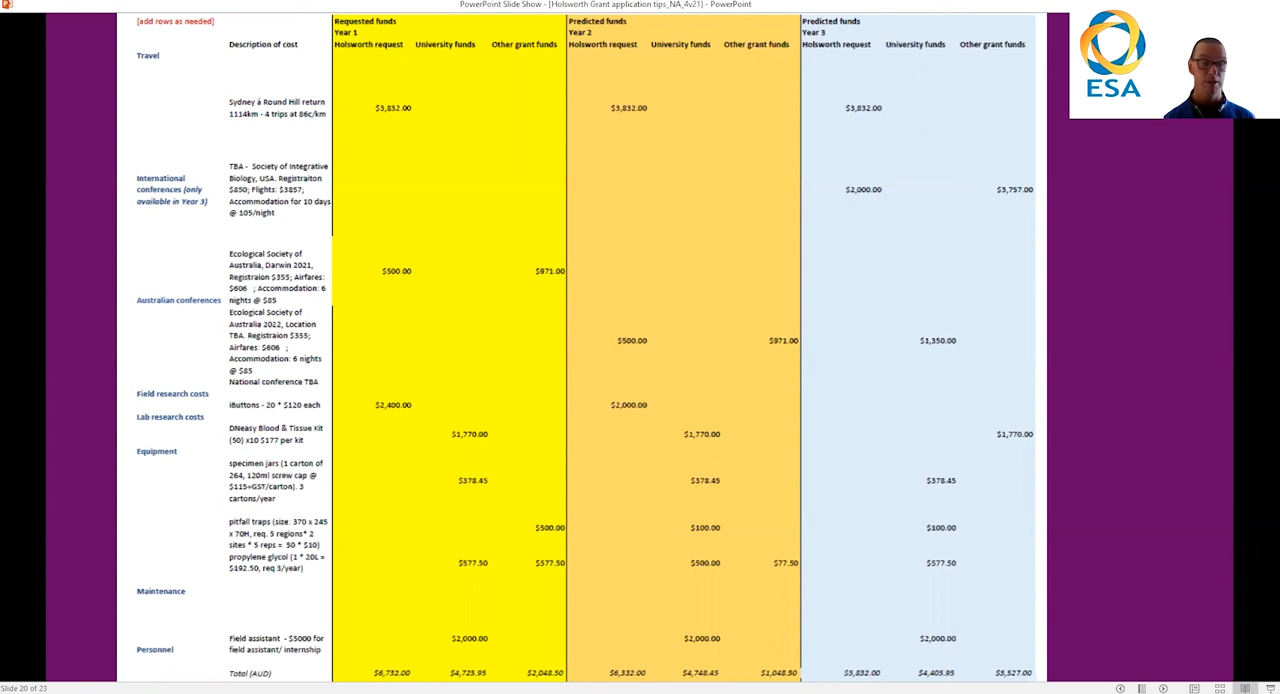 PowerPoint Slide Show - [Holsworth Grant application tips_NA_4v21] - PowerPoint
[add rows as needed] Requested funds Predicted funds Predicted funds
Year 1 Year 2 Year 3
Description of cost Holsworth request University funds Other grant funds Holsworth request University funds Other grant funds Holsworth request University funds Other grant funds
Travel
Sydney à Round Hill return
1114km - 4 trips at 86c/km $3,832.00 $3,832.00 $3,832.00
TBA - Society of Integrative
Biology, USA. Registraiton
International $850; Flights: $3857;
conferences (only Accommodation for 10 days $2,000.00 $3,757.00
available in Year 3) @ 105/night
Ecological Society of
Australia, Darwin 2021, $500.00 $971.00
Registraion $355; Airfares:
$606 ; Accommodation: 6
Australian conferences nights @ $85
Ecological Society of
Australia 2022, Location
TBA. Registraion $355; $500.00 $971.00 $1,350.00
Airfares: $606 ;
Accommodation: 6 nights
@ $85
National conference TBA
Field research costs
iButtons - 20 * $120 each $2,400.00 $2,000.00
Lab research costs
DNeasy Blood & Tissue Kit
(50) x10 $177 per kit $1,770.00 $1,770.00 $1,770.00
Equipment
specimen jars (1 carton of
264, 120ml screw cap @ $378.45 $378.45 $378.45
$115+GST/carton). 3
cartons/year
pitfall traps (size: 370 x 245
x 70H, req. 5 regions* 2 $500.00 $100.00 $100.00
sites * 5 reps = 50 * $10)
propylene glycol (1 * 20L = $577.50 $577.50 $500.00 $77.50 $577.50
$192.50, req 3/year)
Maintenance
Field assistant - $5000 for $2,000.00 $2,000.00 $2,000.00
Personnel field assistant/ internship
Total (AUD) $6,732.00 $4,725.95 $2,048.50 $6,332.00 $4,748.45 $1,048.50 $5,832.00 $4,405.95 $5,527.00
ESA
Slide 20 of 23